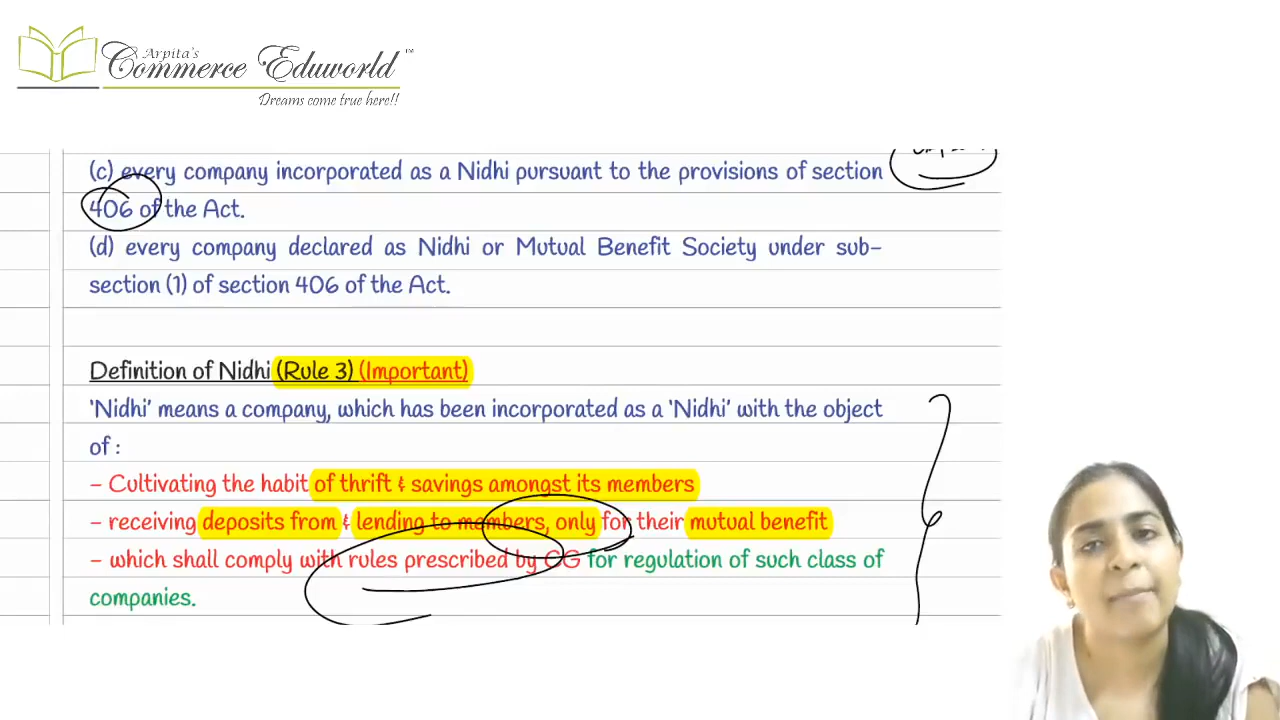 Arpita's
Commerce Eduworld™
Dreams come true here!!
(c) every company incorporated as a Nidhi pursuant to the provisions of section
406 of the Act.
(d) every company declared as Nidhi or Mutual Benefit Society under sub-
section (1) of section 406 of the Act.
Definition of Nidhi (Rule 3) (Important)
'Nidhi' means a company, which has been incorporated as a 'Nidhi' with the object
of :
– Cultivating the habit of thrift & savings amongst its members
– receiving deposits from & lending to members, only for their mutual benefit
– which shall comply with rules prescribed by CG for regulation of such class of
companies.